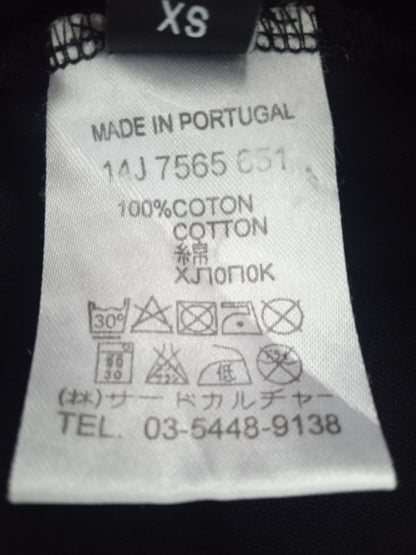 XS
MADE IN PORTUGAL
14J 7565 651
100%COTON
COTTON
綿
ХЛОПОК
30°
30
低
(株)サードカルチャー
TEL. 03-5448-9138